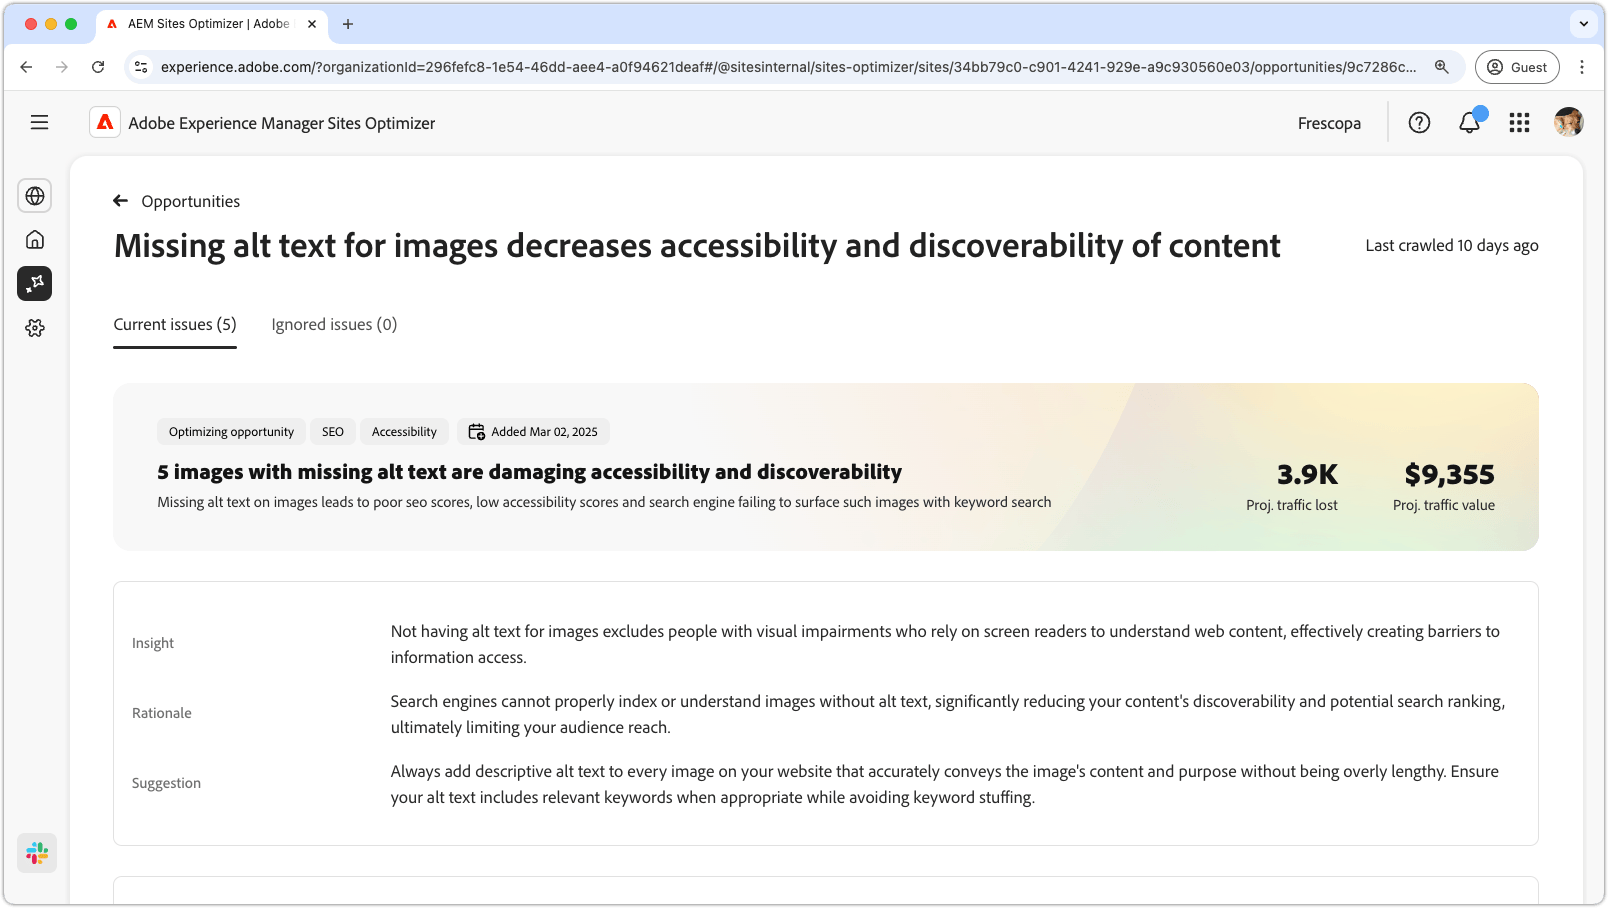 AEM Sites Optimizer | Adobe
experience.adobe.com/?organizationId=296fefc8-1e54-46dd-aee4-a0f94621deaf#/@sitesinternal/sites-optimizer/sites/34bb79c0-c901-4241-929e-a9c930560e03/opportunities/9c7286c...
Guest
Adobe Experience Manager Sites Optimizer
Frescopa
Opportunities
Missing alt text for images decreases accessibility and discoverability of content
Last crawled 10 days ago
Current issues (5)
Ignored issues (0)
Optimizing opportunity
SEO
Accessibility
Added Mar 02, 2025
5 images with missing alt text are damaging accessibility and discoverability
Missing alt text on images leads to poor seo scores, low accessibility scores and search engine failing to surface such images with keyword search
3.9K
Proj. traffic lost
$9,355
Proj. traffic value
Insight
Not having alt text for images excludes people with visual impairments who rely on screen readers to understand web content, effectively creating barriers to
information access.
Rationale
Search engines cannot properly index or understand images without alt text, significantly reducing your content's discoverability and potential search ranking,
ultimately limiting your audience reach.
Suggestion
Always add descriptive alt text to every image on your website that accurately conveys the image's content and purpose without being overly lengthy. Ensure
your alt text includes relevant keywords when appropriate while avoiding keyword stuffing.